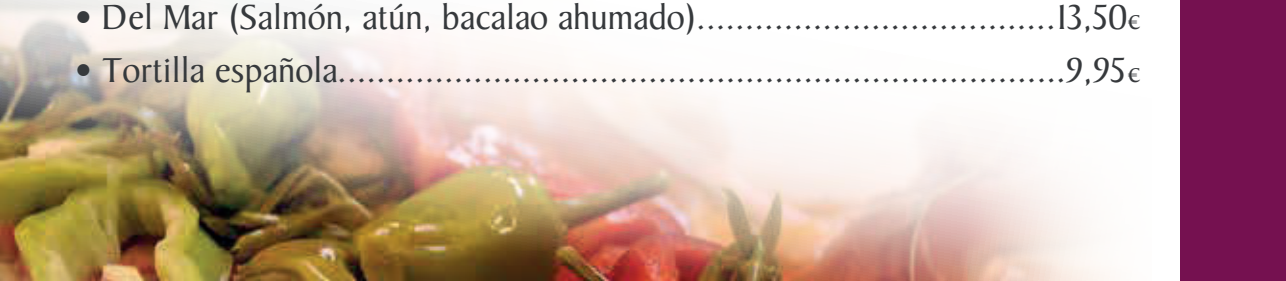 • Del Mar (Salmón, atún, bacalao ahumado).....................................13,50€
• Tortilla española..........................................................................9,95€